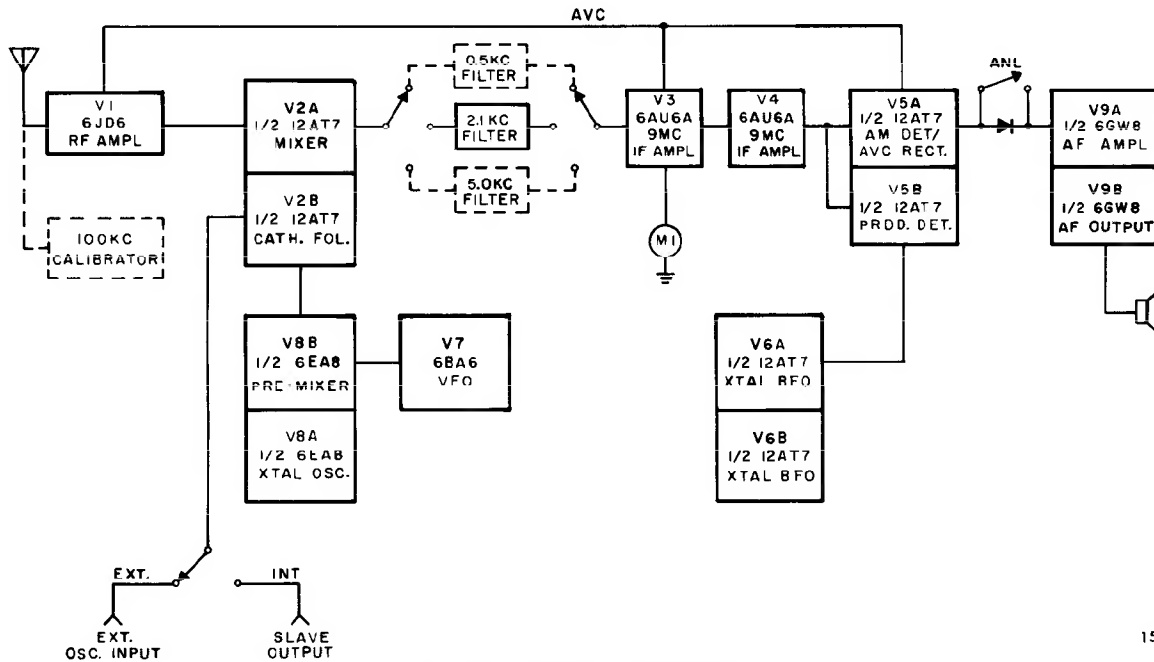 AVC
V1
6JD6
RF AMPL
100KC
CALIBRATOR
V2A
1/2 12AT7
MIXER
V2B
1/2 12AT7
CATH. FOL.
0.5KC
FILTER
2.1 KC
FILTER
5.0KC
FILTER
V3
6AU6A
9MC
IF AMPL
V4
6AU6A
9MC
IF AMPL
M1
V5A
1/2 12AT7
AM DET/
AVC RECT.
V5B
1/2 12AT7
PROD. DET.
ANL
V9A
1/2 6GW8
AF AMPL
V9B
1/2 6GW8
AF OUTPUT
V8B
1/2 6EA8
PRE-MIXER
V8A
1/2 6EA8
XTAL OSC.
V7
6BA6
VFO
V6A
1/2 12AT7
XTAL BFO
V6B
1/2 12AT7
XTAL BFO
EXT.
INT
EXT.
OSC. INPUT
SLAVE
OUTPUT
15